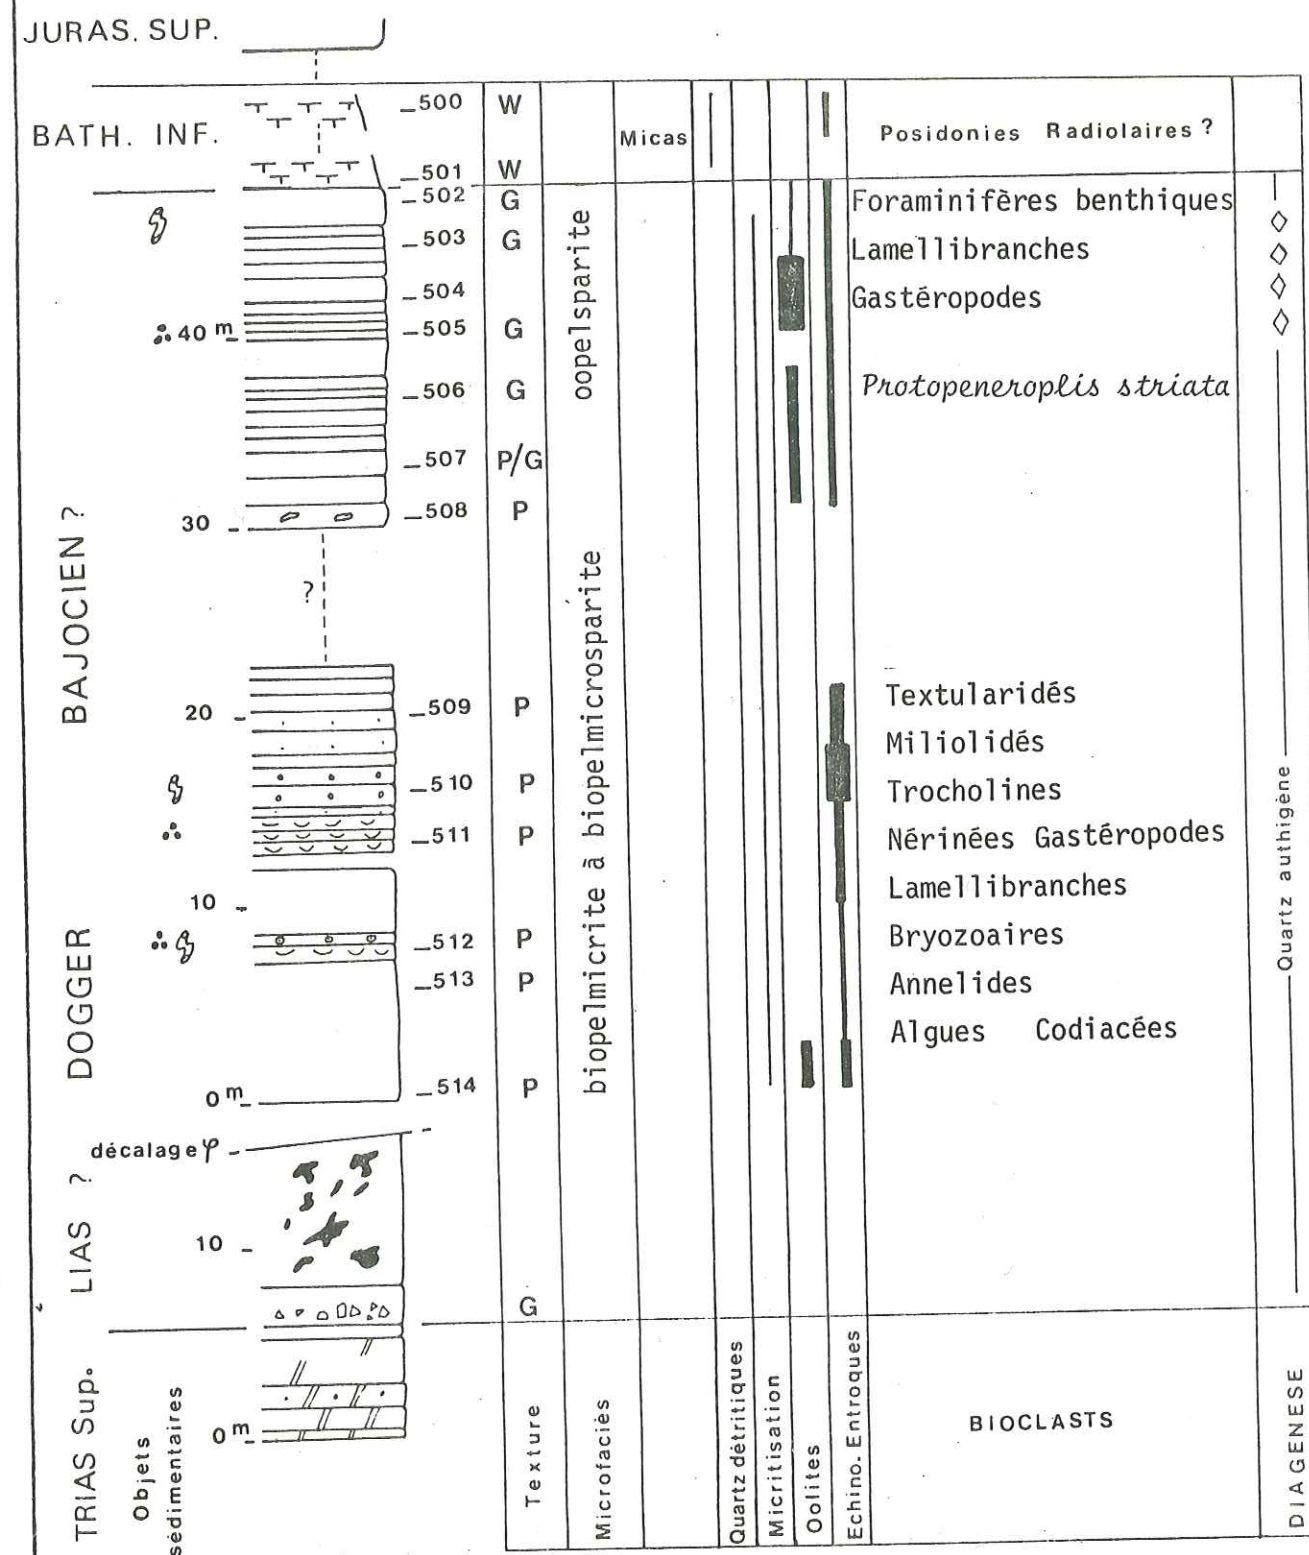 JURAS. SUP.
BATH. INF.
_500 W
Micas
Posidonies Radiolaires ?
_501 W
_502 G
Foraminifères benthiques
_503 G
Lamellibranches
_504
Gastéropodes
40 m
_505 G
oopelsparite
_506 G
Protopeneroplis striata
_507 P/G
_508 P
30
BAJOCIEN ?
?
biopelmicrite à biopelmicrosparite
20
_509 P
Textularidés
Miliolidés
_510 P
Trocholines
_511 P
Nérinées Gastéropodes
10
Lamellibranches
DOGGER
_512 P
Bryozoaires
_513 P
Annelides
Algues Codiacées
0 m
_514 P
Quartz authigène
décalage φ
LIAS ?
10
G
TRIAS Sup.
0 m
Objets
sédimentaires
Texture
Microfaciès
Quartz détritiques
Micritisation
Oolites
Echino. Entroques
BIOCLASTS
DIAGENESE